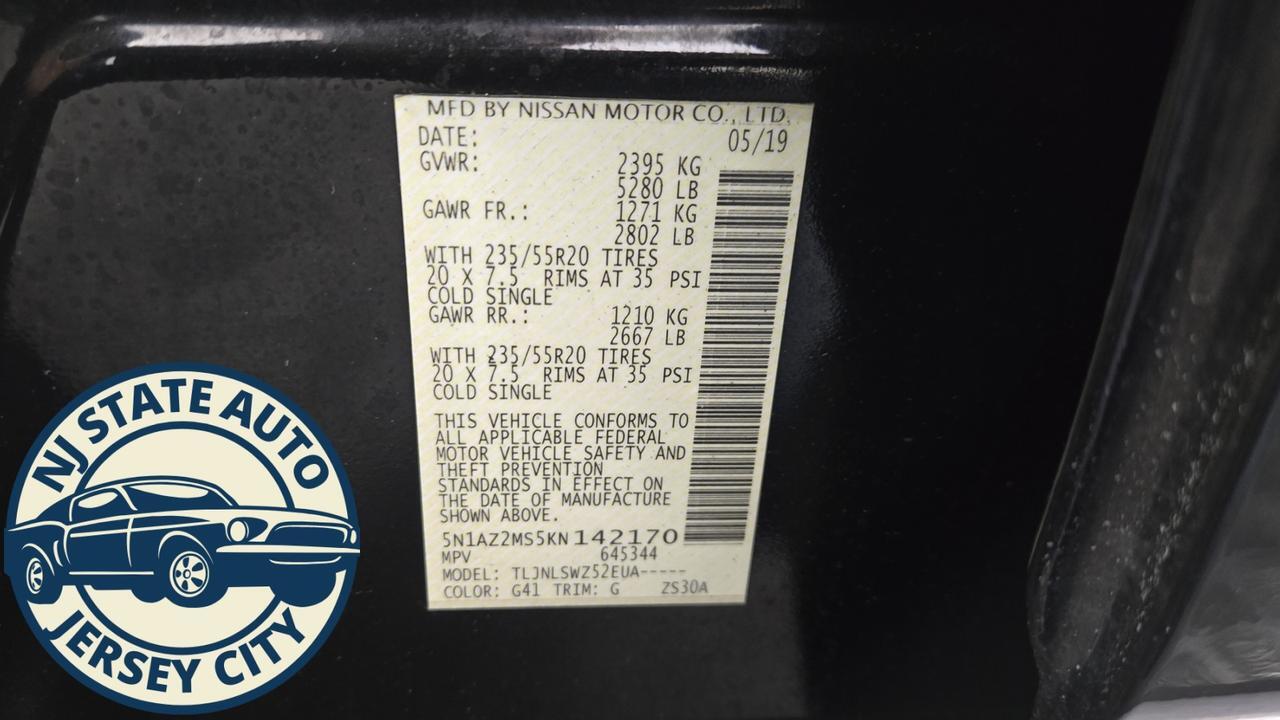 MFD BY NISSAN MOTOR CO., LTD.
DATE: 05/19
GVWR: 2395 KG
5280 LB
GAWR FR.: 1271 KG
2802 LB
WITH 235/55R20 TIRES
20 X 7.5 RIMS AT 35 PSI
COLD SINGLE
GAWR RR.: 1210 KG
2667 LB
WITH 235/55R20 TIRES
20 X 7.5 RIMS AT 35 PSI
COLD SINGLE
THIS VEHICLE CONFORMS TO
ALL APPLICABLE FEDERAL
MOTOR VEHICLE SAFETY AND
THEFT PREVENTION
STANDARDS IN EFFECT ON
THE DATE OF MANUFACTURE
SHOWN ABOVE.
5N1AZ2MS5KN142170
MPV 645344
MODEL: TLJNLSWZ52EUA-----
COLOR: G41 TRIM: G ZS30A
NJ STATE AUTO
JERSEY CITY